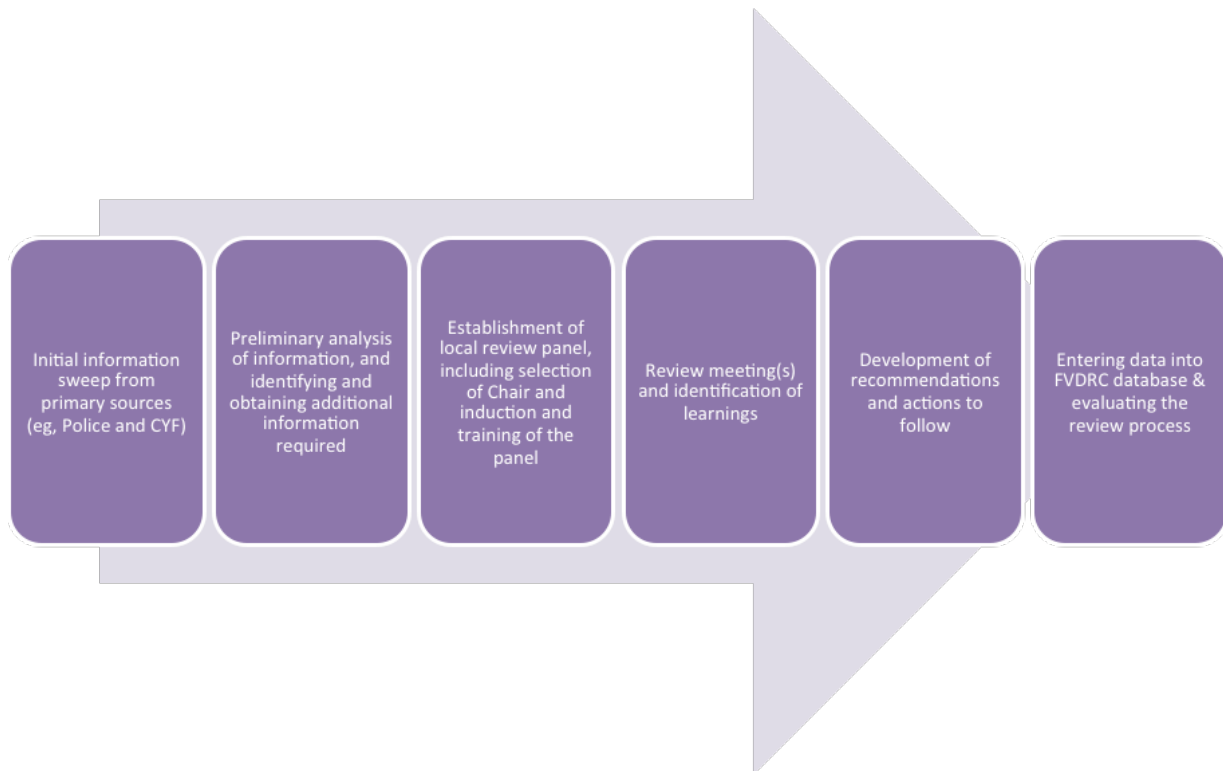 Initial information
sweep from
primary sources
(eg, Police and CYF)
Preliminary analysis
of information, and
identifying and
obtaining additional
information
required
Establishment of
local review panel,
including selection
of Chair and
induction and
training of the
panel
Review meeting(s)
and identification of
learnings
Development of
recommendations
and actions to
follow
Entering data into
FVDRC database &
evaluating the
review process